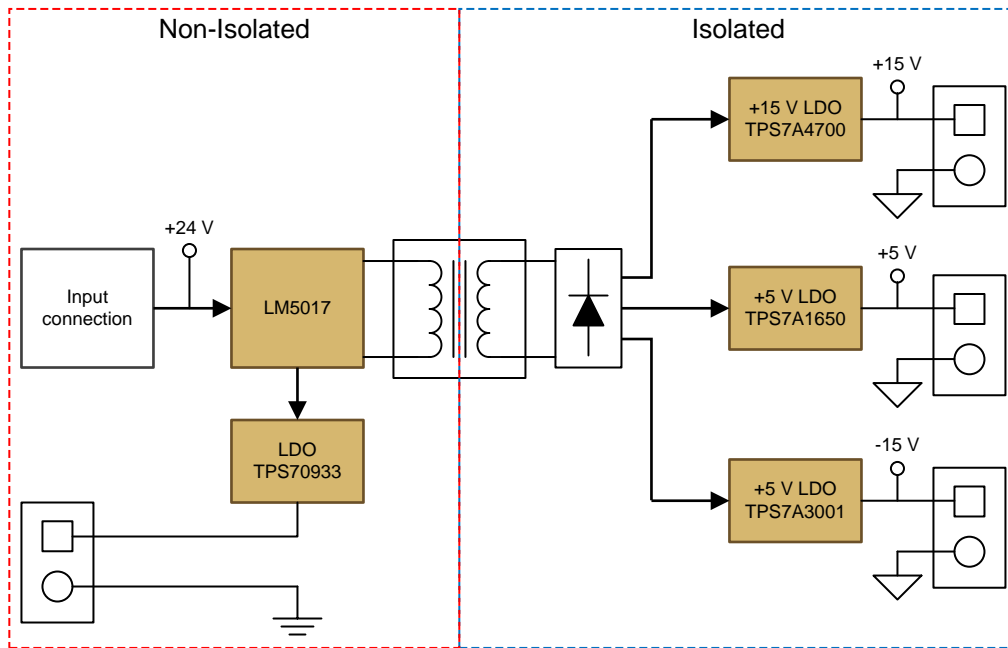 Non-Isolated
Isolated
+15 V
+15 V LDO
TPS7A4700
+24 V
Input
connection
LM5017
+5 V
+5 V LDO
TPS7A1650
LDO
TPS70933
-15 V
+5 V LDO
TPS7A3001